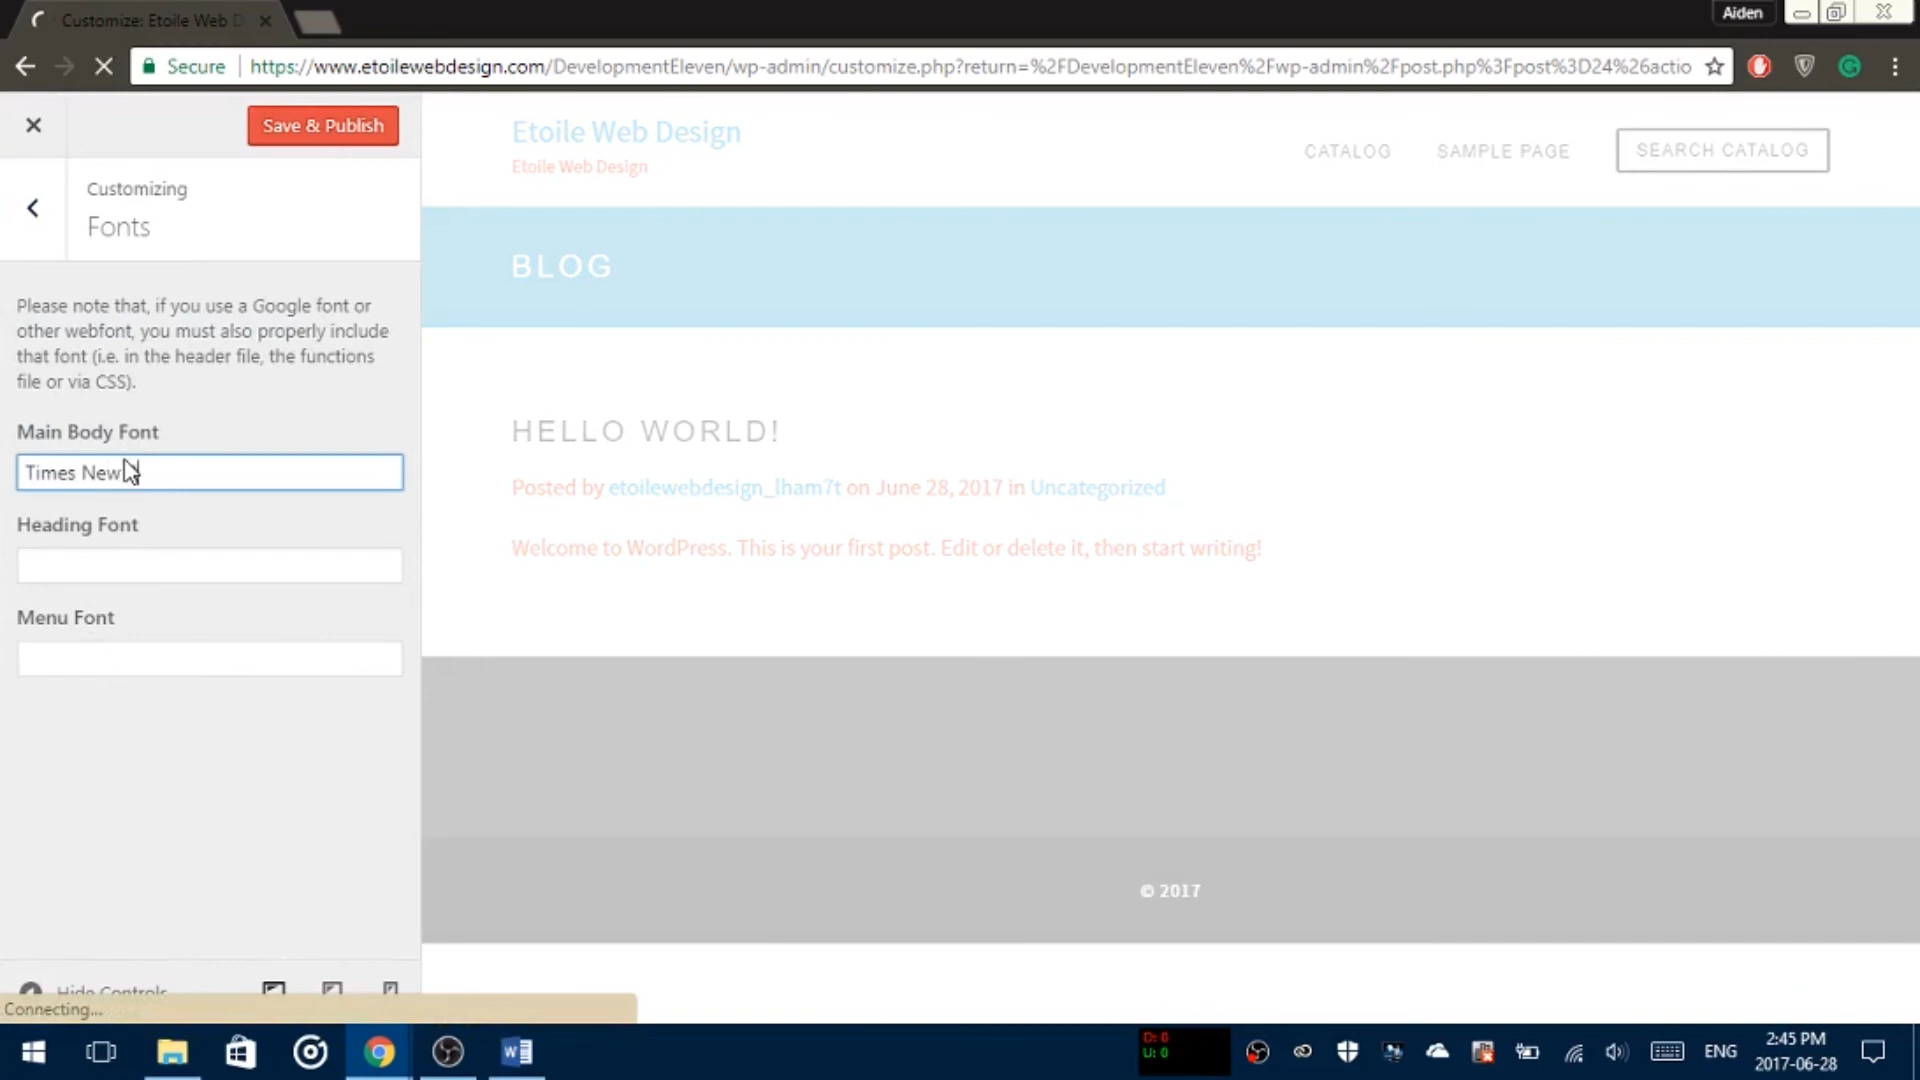 Customize: Etoile Web D
Aiden
Secure
https://www.etoilewebdesign.com/DevelopmentEleven/wp-admin/customize.php?return=%2FDevelopmentEleven%2Fwp-admin%2Fpost.php%3Fpost%3D24%26actio
Save & Publish
Customizing
Fonts
Please note that, if you use a Google font or
other webfont, you must also properly include
that font (i.e. in the header file, the functions
file or via CSS).
Main Body Font
Times New
Heading Font
Menu Font
Hide Controls
Connecting...
Etoile Web Design
Etoile Web Design
CATALOG
SAMPLE PAGE
SEARCH CATALOG
BLOG
HELLO WORLD!
Posted by etoilewebdesign_lham7t on June 28, 2017 in Uncategorized
Welcome to WordPress. This is your first post. Edit or delete it, then start writing!
© 2017
D: 0
U: 0
ENG
2:45 PM
2017-06-28